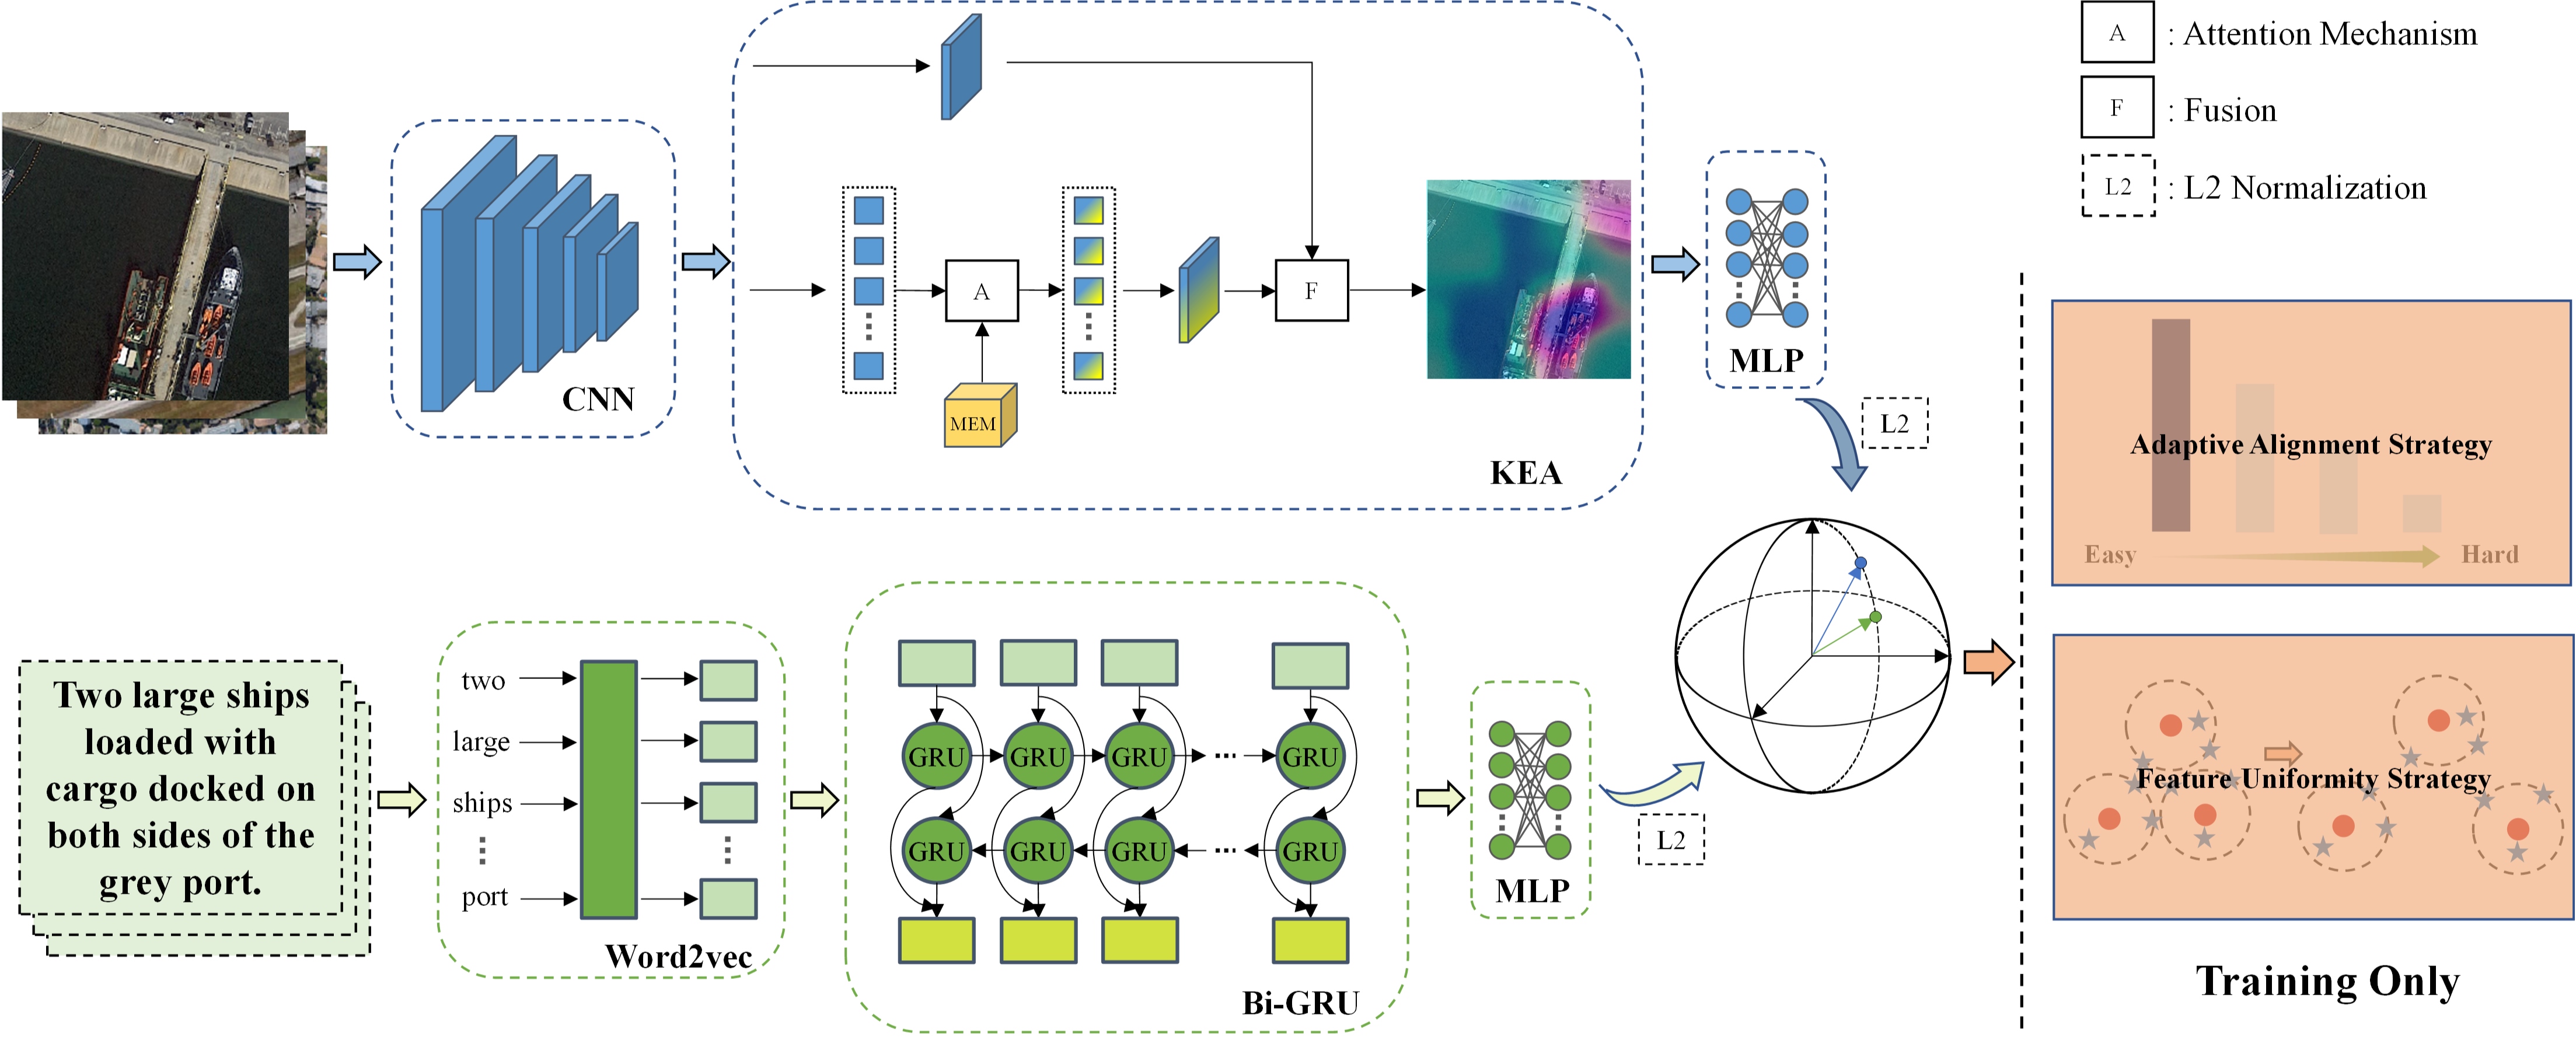 A : Attention Mechanism
F : Fusion
L2 : L2 Normalization
CNN
A
MEM
F
KEA
MLP
L2
Two large ships
loaded with
cargo docked on
both sides of the
grey port.
two
large
ships
port
Word2vec
GRU GRU GRU ... GRU
GRU GRU GRU ... GRU
Bi-GRU
MLP
L2
Adaptive Alignment Strategy
Easy Hard
Feature Uniformity Strategy
Training Only